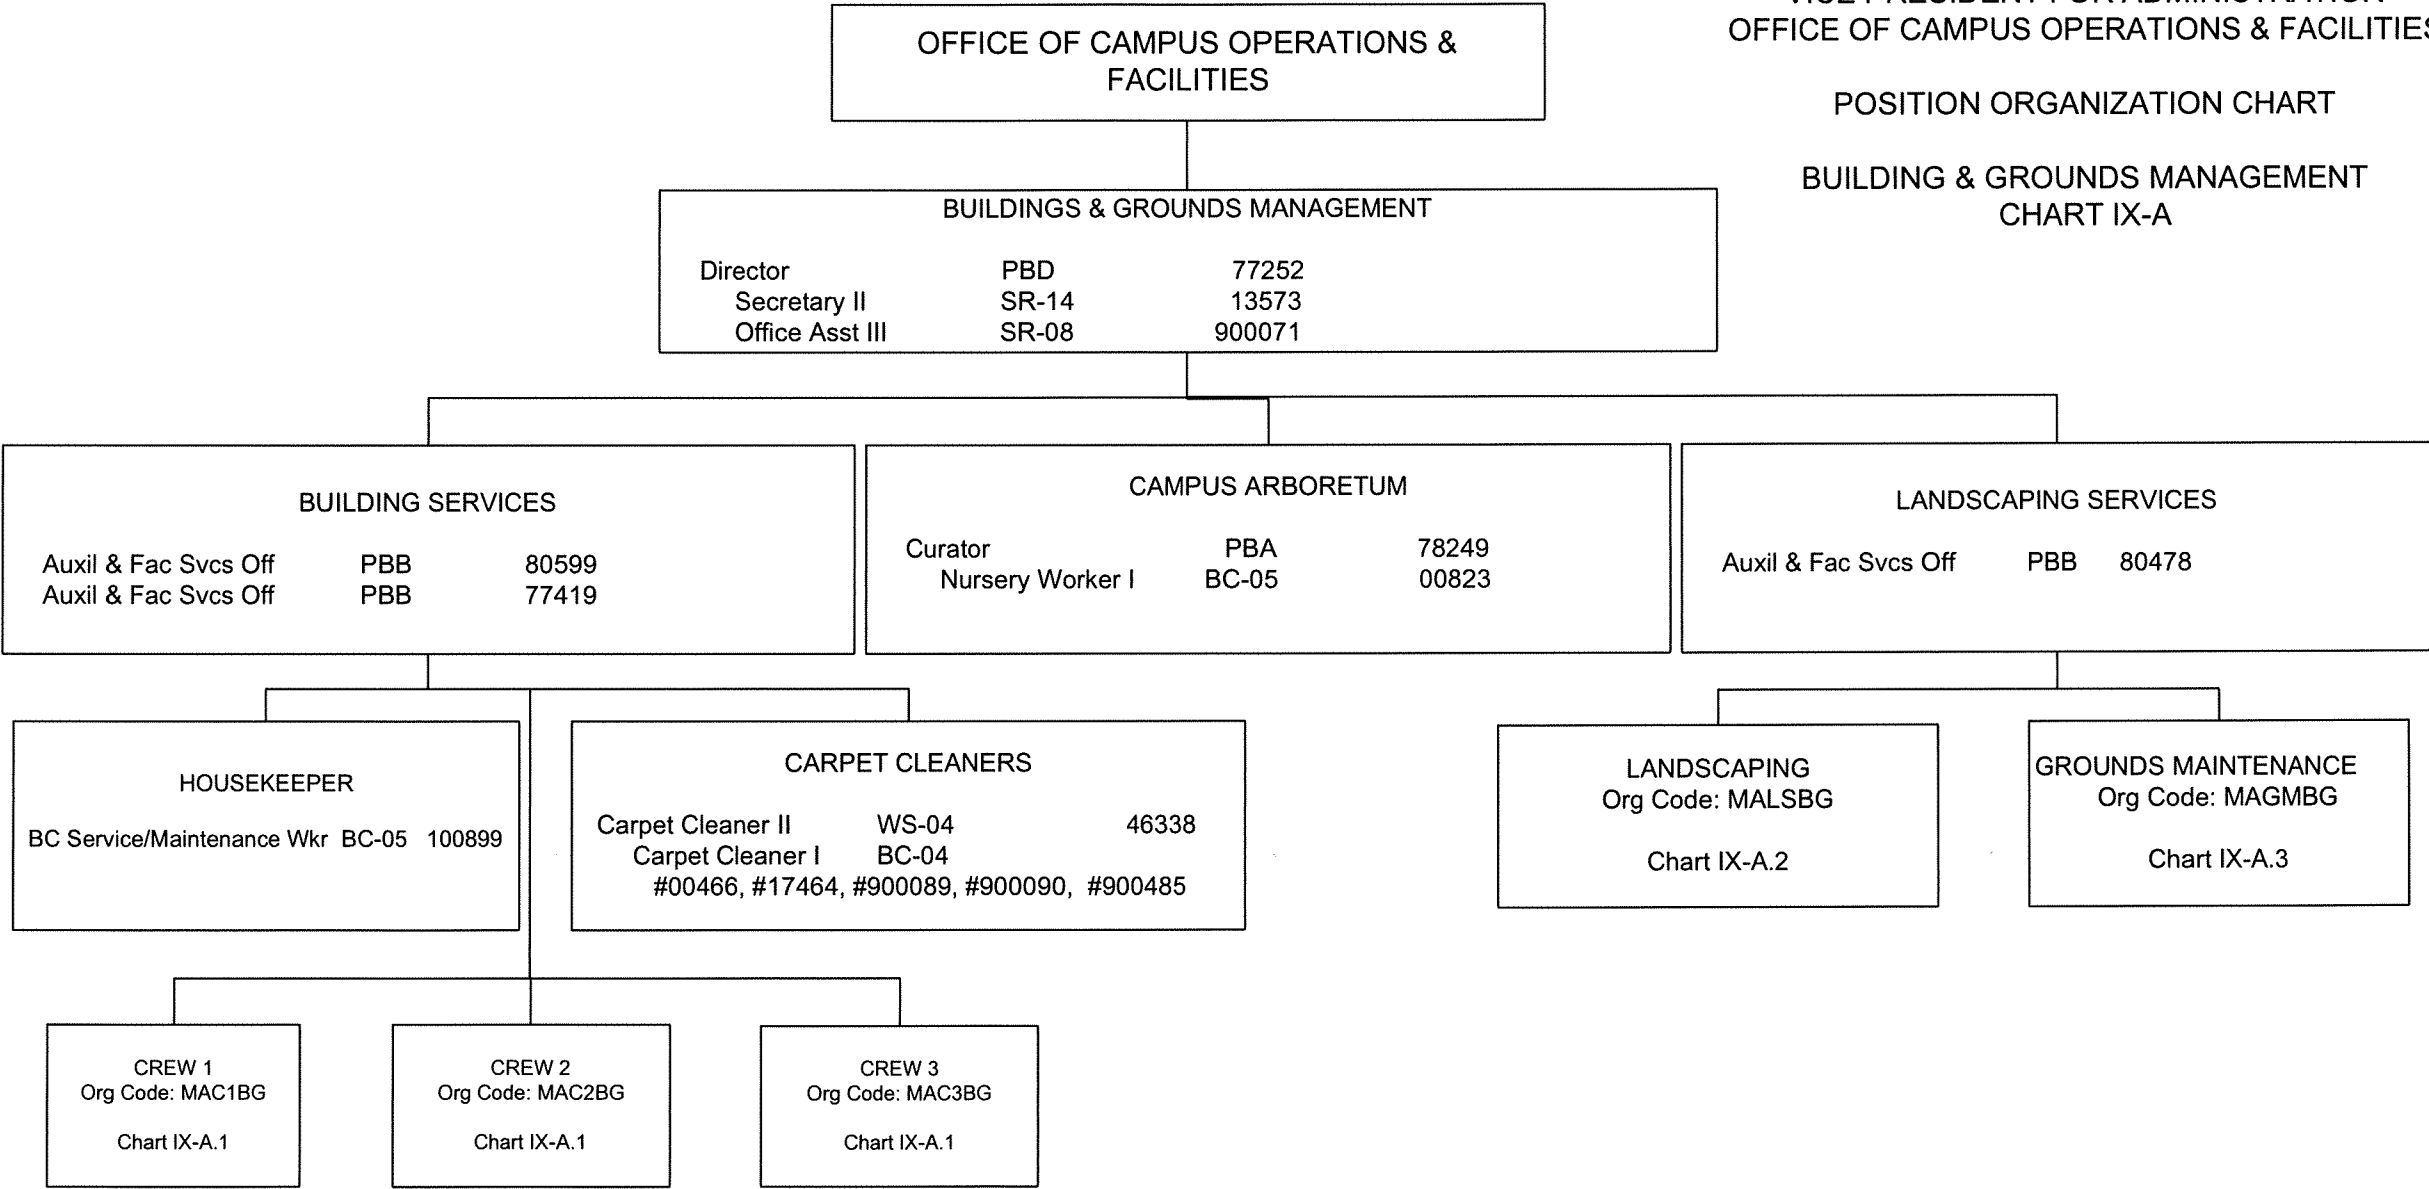 VICE PRESIDENT FOR ADMINISTRATION
OFFICE OF CAMPUS OPERATIONS & FACILITIES
POSITION ORGANIZATION CHART
BUILDING & GROUNDS MANAGEMENT
CHART IX-A
OFFICE OF CAMPUS OPERATIONS &
FACILITIES
BUILDINGS & GROUNDS MANAGEMENT
Director PBD 77252
Secretary II SR-14 13573
Office Asst III SR-08 900071
BUILDING SERVICES
Auxil & Fac Svcs Off PBB 80599
Auxil & Fac Svcs Off PBB 77419
CAMPUS ARBORETUM
Curator PBA 78249
Nursery Worker I BC-05 00823
LANDSCAPING SERVICES
Auxil & Fac Svcs Off PBB 80478
HOUSEKEEPER
BC Service/Maintenance Wkr BC-05 100899
CARPET CLEANERS
Carpet Cleaner II WS-04 46338
Carpet Cleaner I BC-04
#00466, #17464, #900089, #900090, #900485
LANDSCAPING
Org Code: MALSBG
Chart IX-A.2
GROUNDS MAINTENANCE
Org Code: MAGMBG
Chart IX-A.3
CREW 1
Org Code: MAC1BG
Chart IX-A.1
CREW 2
Org Code: MAC2BG
Chart IX-A.1
CREW 3
Org Code: MAC3BG
Chart IX-A.1